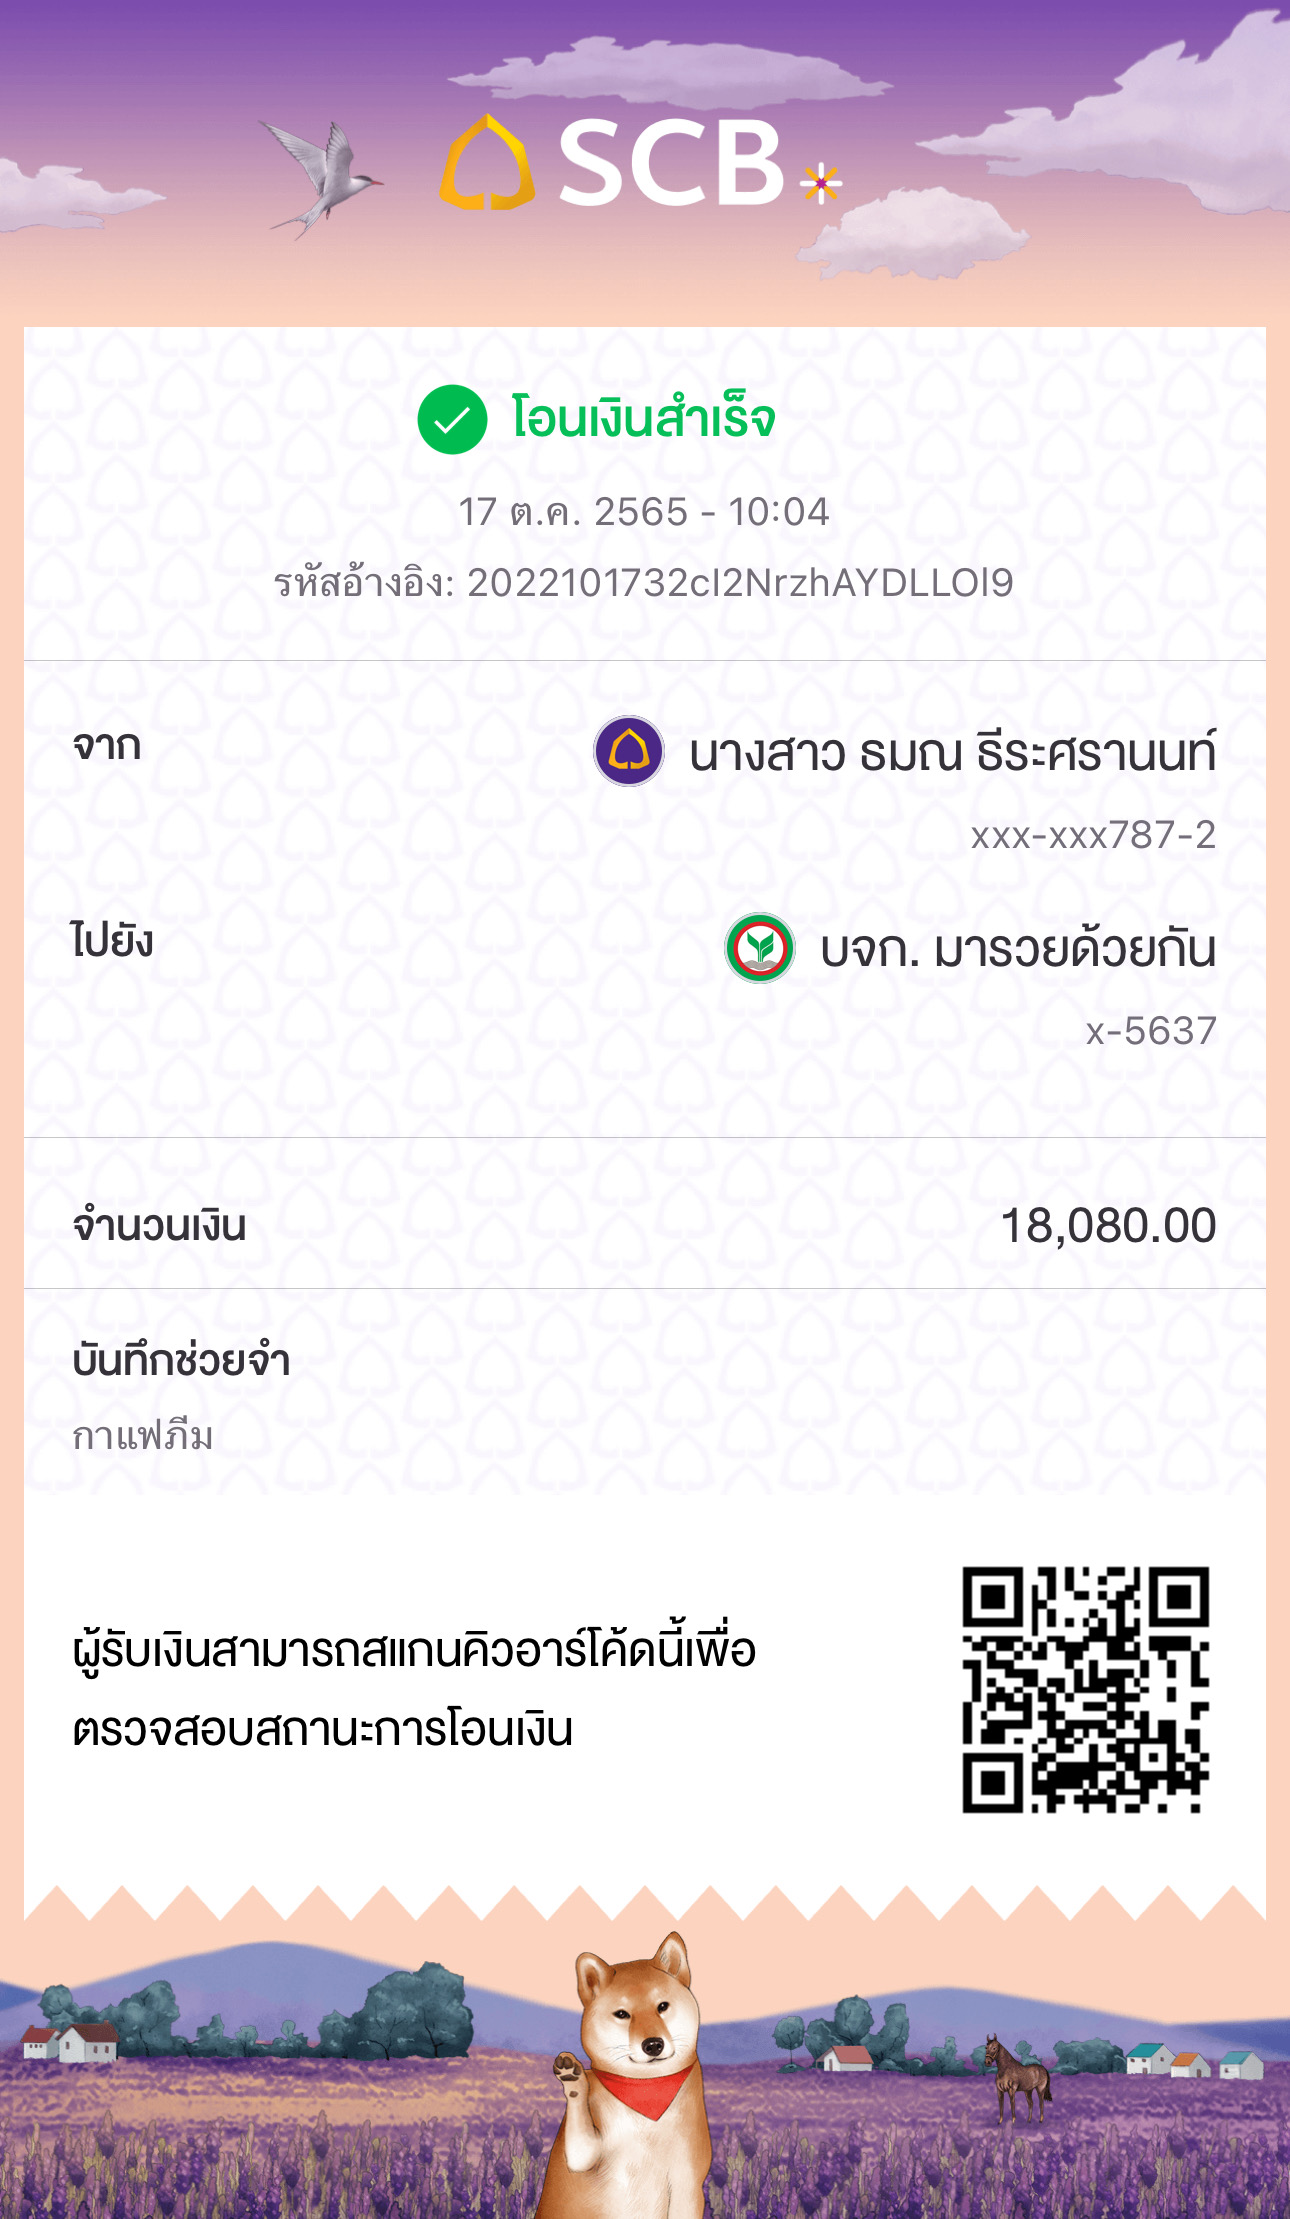 SCB
โอนเงินสำเร็จ
17 ต.ค. 2565 - 10:04
รหัสอ้างอิง: 2022101732cI2NrzhAYDLLOl9
จาก
นางสาว ธมณ ธีระศรานนท์
xxx-xxx787-2
ไปยัง
บจก. มารวยด้วยกัน
x-5637
จำนวนเงิน
18,080.00
บันทึกช่วยจำ
กาแฟภีม
ผู้รับเงินสามารถสแกนคิวอาร์โค้ดนี้เพื่อ
ตรวจสอบสถานะการโอนเงิน